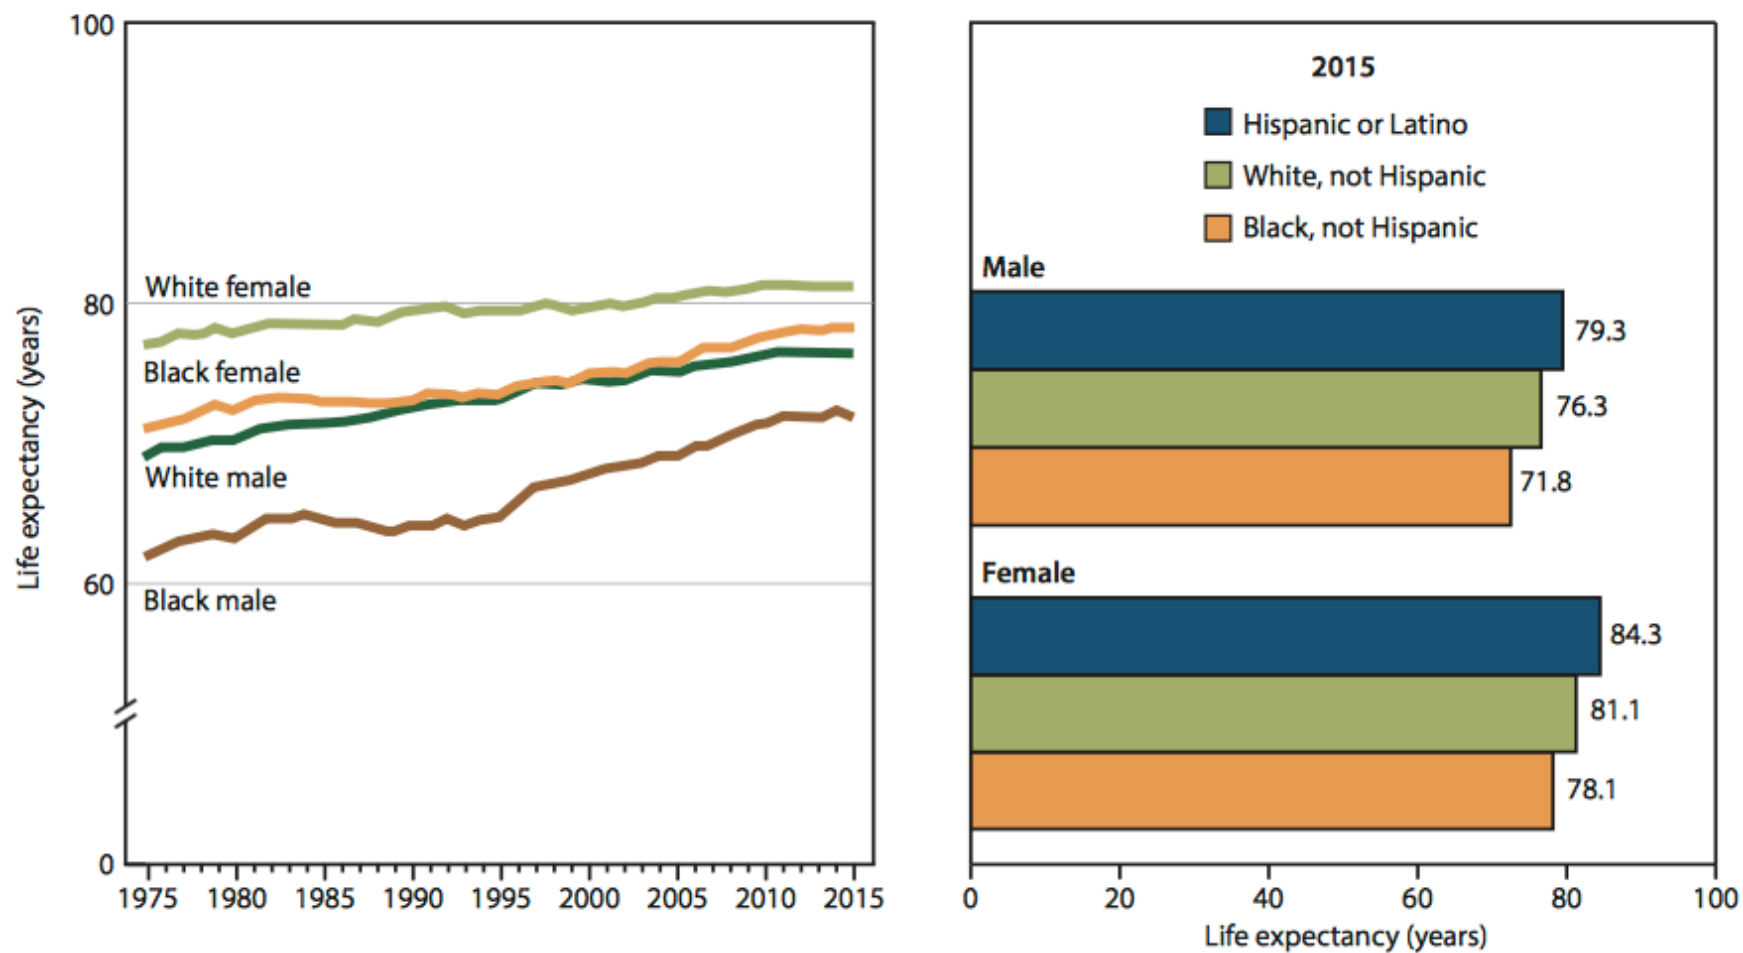 Life expectancy (years)
100
80
60
0
White female
Black female
White male
Black male
1975 1980 1985 1990 1995 2000 2005 2010 2015
2015
Hispanic or Latino
White, not Hispanic
Black, not Hispanic
Male
79.3
76.3
71.8
Female
84.3
81.1
78.1
0 20 40 60 80 100
Life expectancy (years)